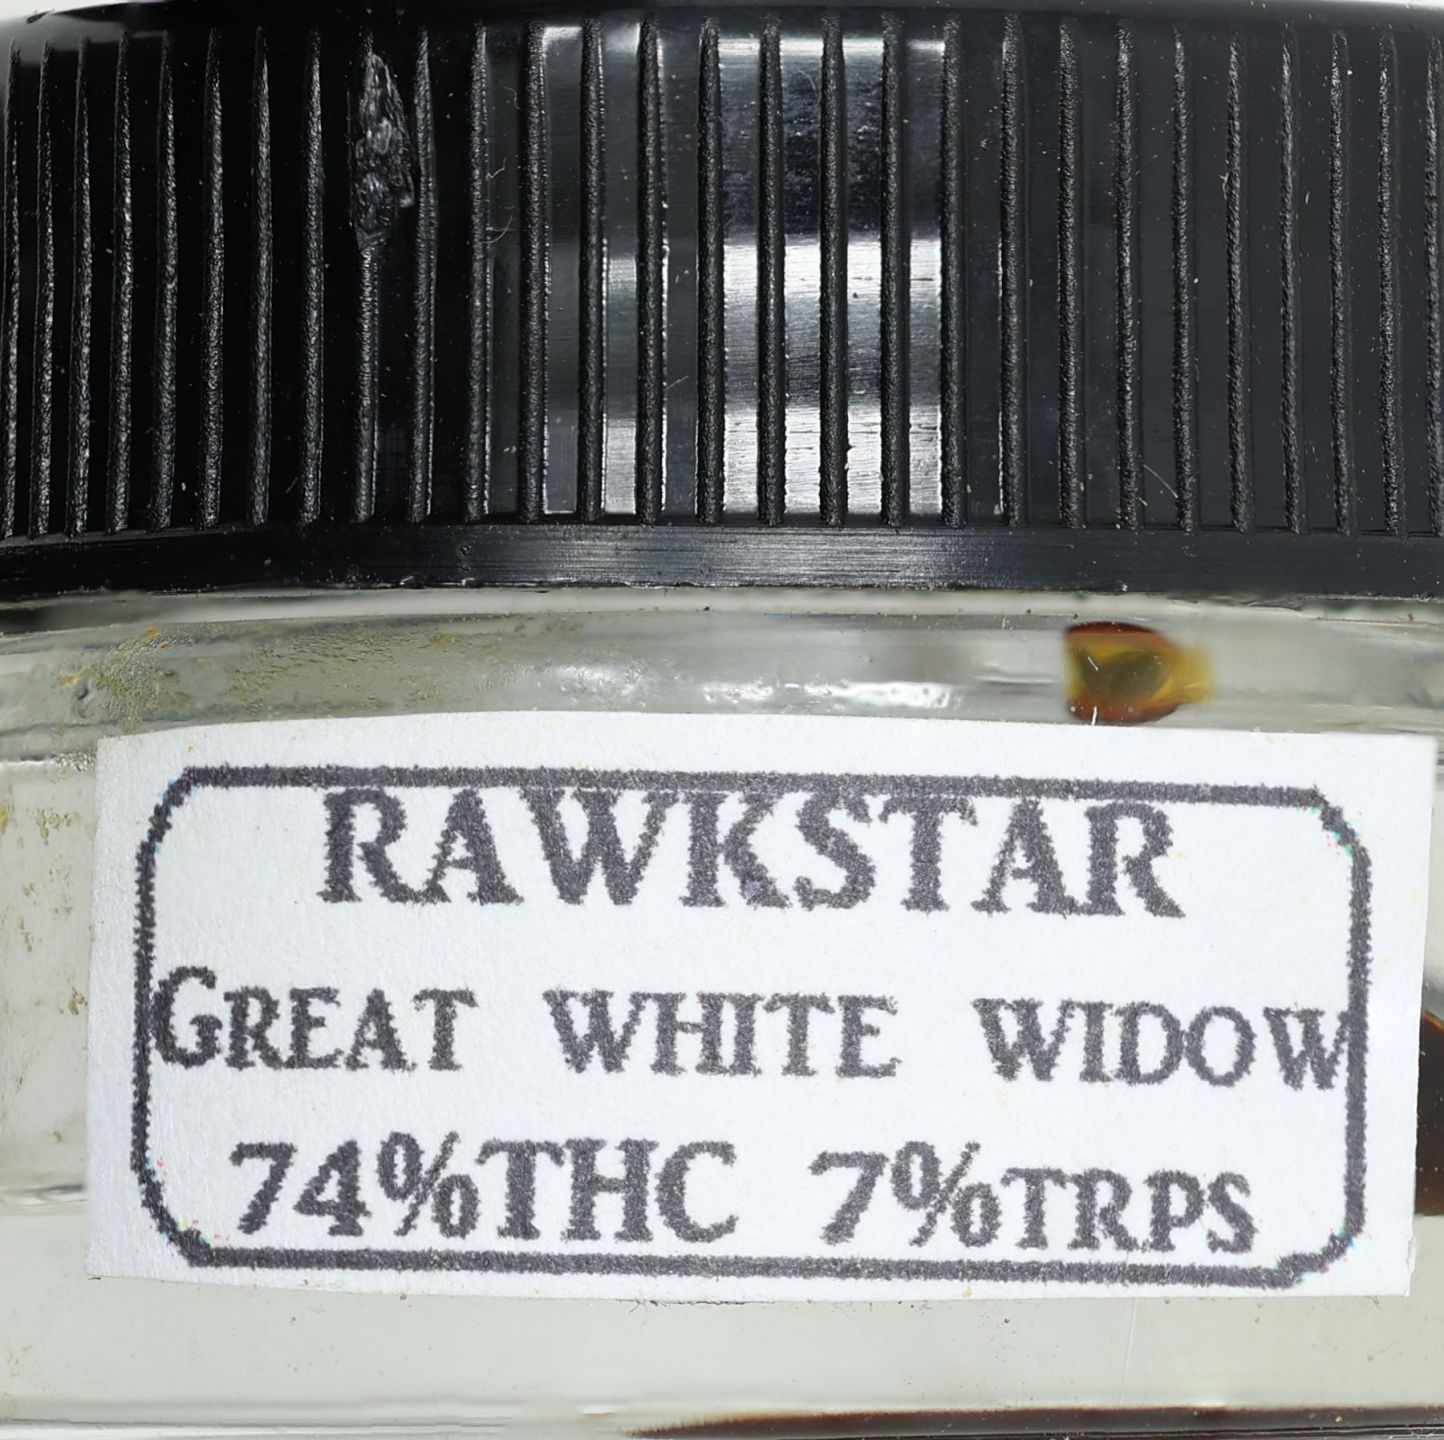 RAWKSTAR
GREAT WHITE WIDOW
74%THC 7%TRPS